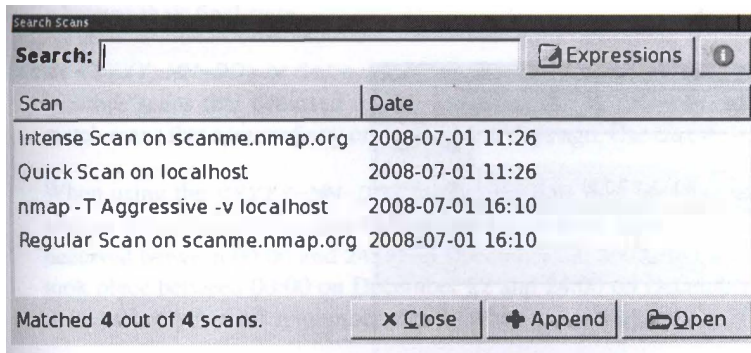 Search Scans
Search: Expressions
Scan Date
Intense Scan on scanme.nmap.org 2008-07-01 11:26
Quick Scan on localhost 2008-07-01 11:26
nmap -T Aggressive -v localhost 2008-07-01 16:10
Regular Scan on scanme.nmap.org 2008-07-01 16:10
Matched 4 out of 4 scans. Close Append Open